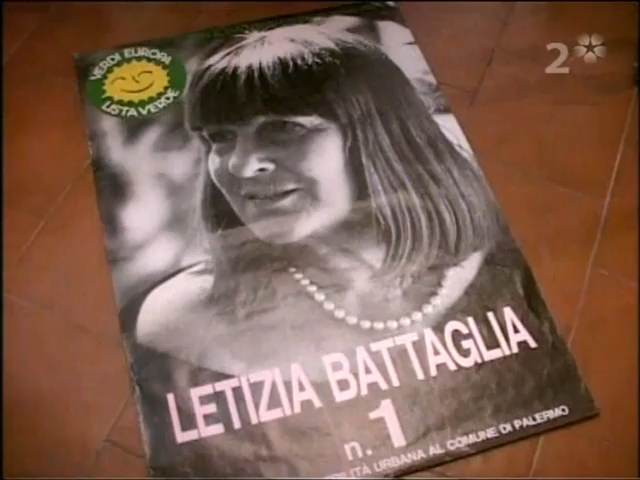 VERDI EUROPA
LISTA VERDE
2
LETIZIA BATTAGLIA
n. 1
URBANA AL COMUNE DI PALERMO